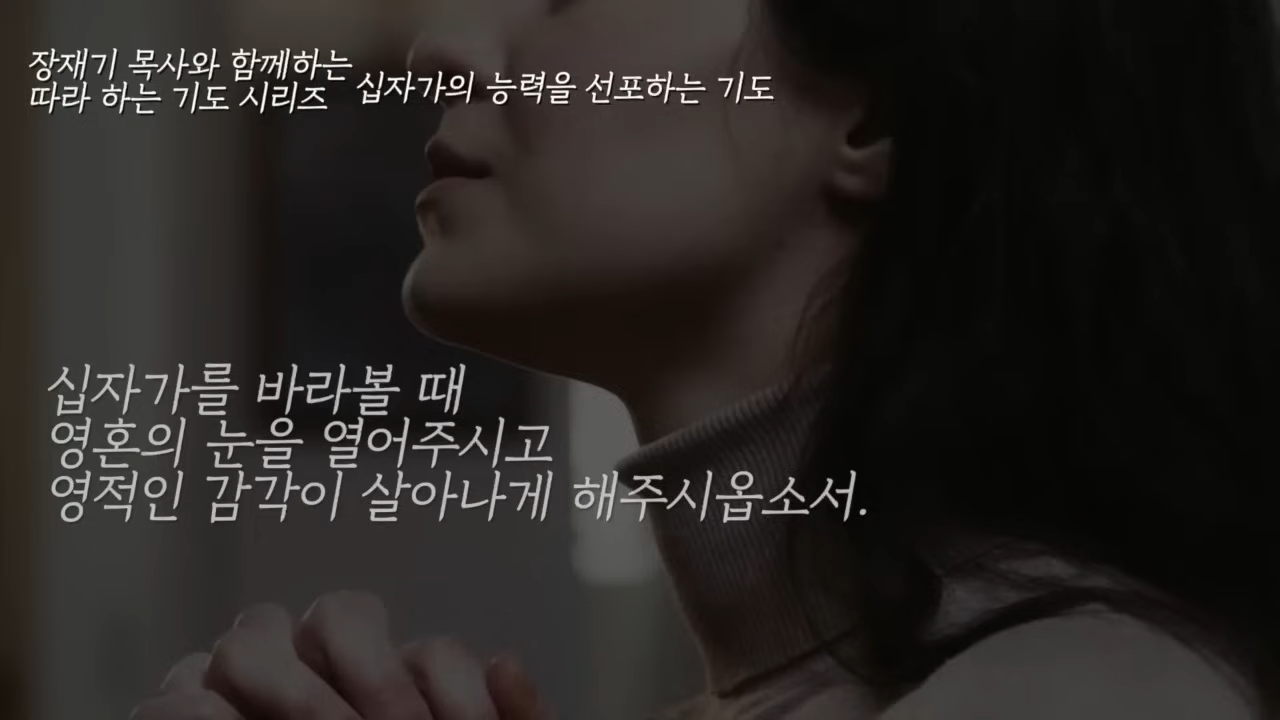 장재기 목사와 함께하는
따라 하는 기도 시리즈
십자가의 능력을 선포하는 기도
십자가를 바라볼 때
영혼의 눈을 열어주시고
영적인 감각이 살아나게 해주시옵소서.